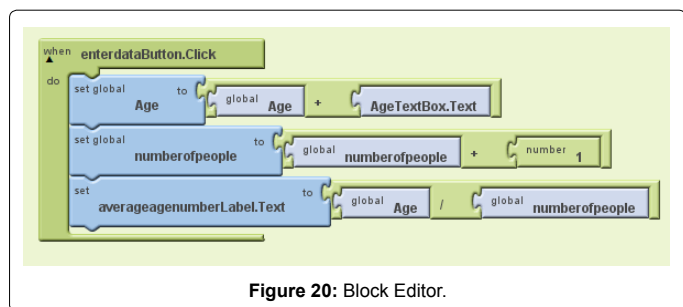 when enterdataButton.Click
do
set global Age to global Age + AgeTextBox.Text
set global numberofpeople to global numberofpeople + number 1
set averageagenumberLabel.Text to global Age / global numberofpeople
Figure 20: Block Editor.